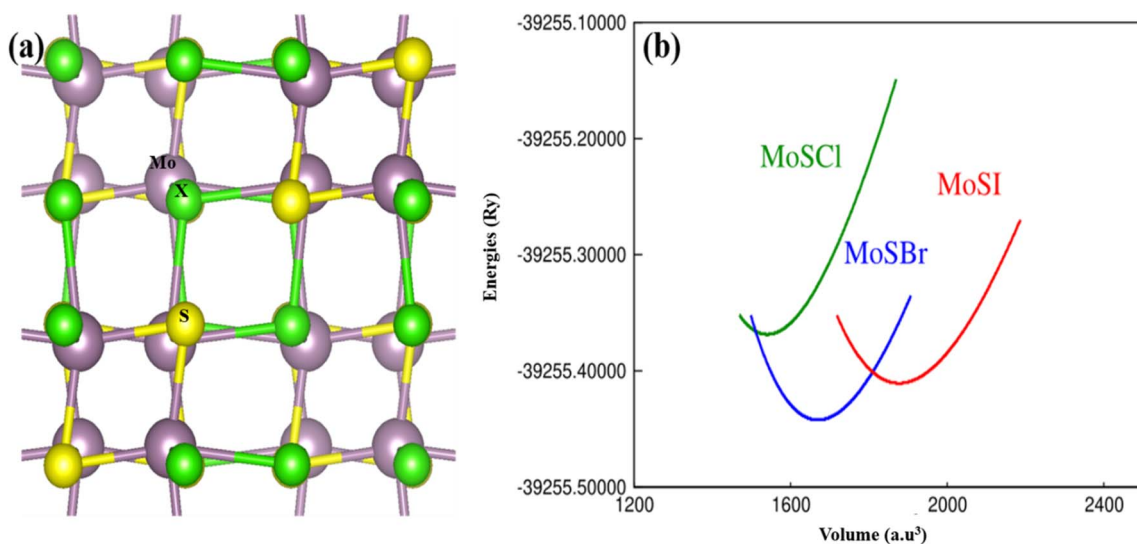 (a)
Mo
X
S
(b)
-39255.10000
-39255.20000
-39255.30000
-39255.40000
-39255.50000
Energies (Ry)
MoSCl
MoSI
MoSBr
1200
1600
2000
2400
Volume (a.u³)